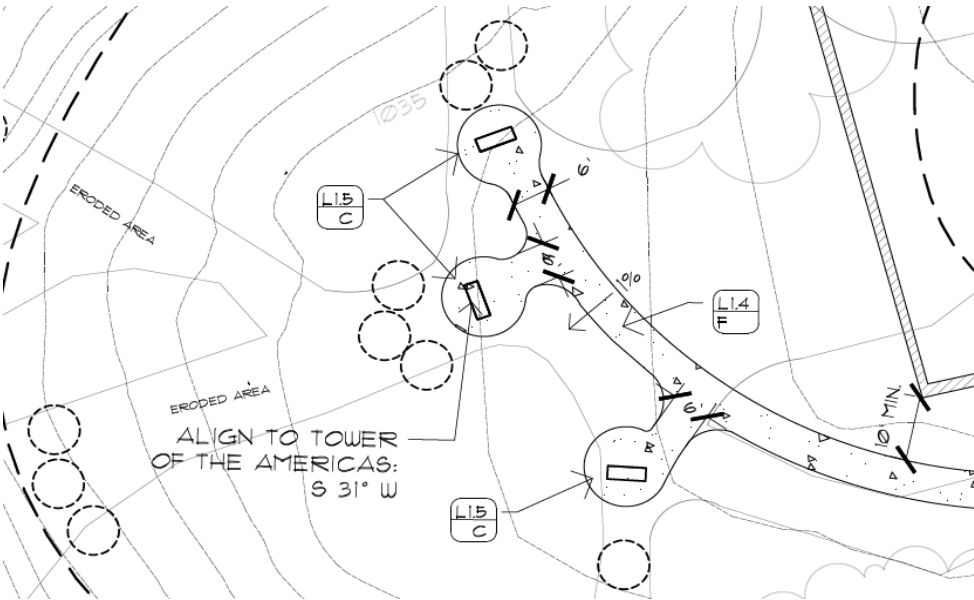 1035
6'
ERODED AREA
L1.5
C
6'
%
L1.4
F
ERODED AREA
10' MIN.
6'
ALIGN TO TOWER
OF THE AMERICAS:
S 31° W
L1.5
C